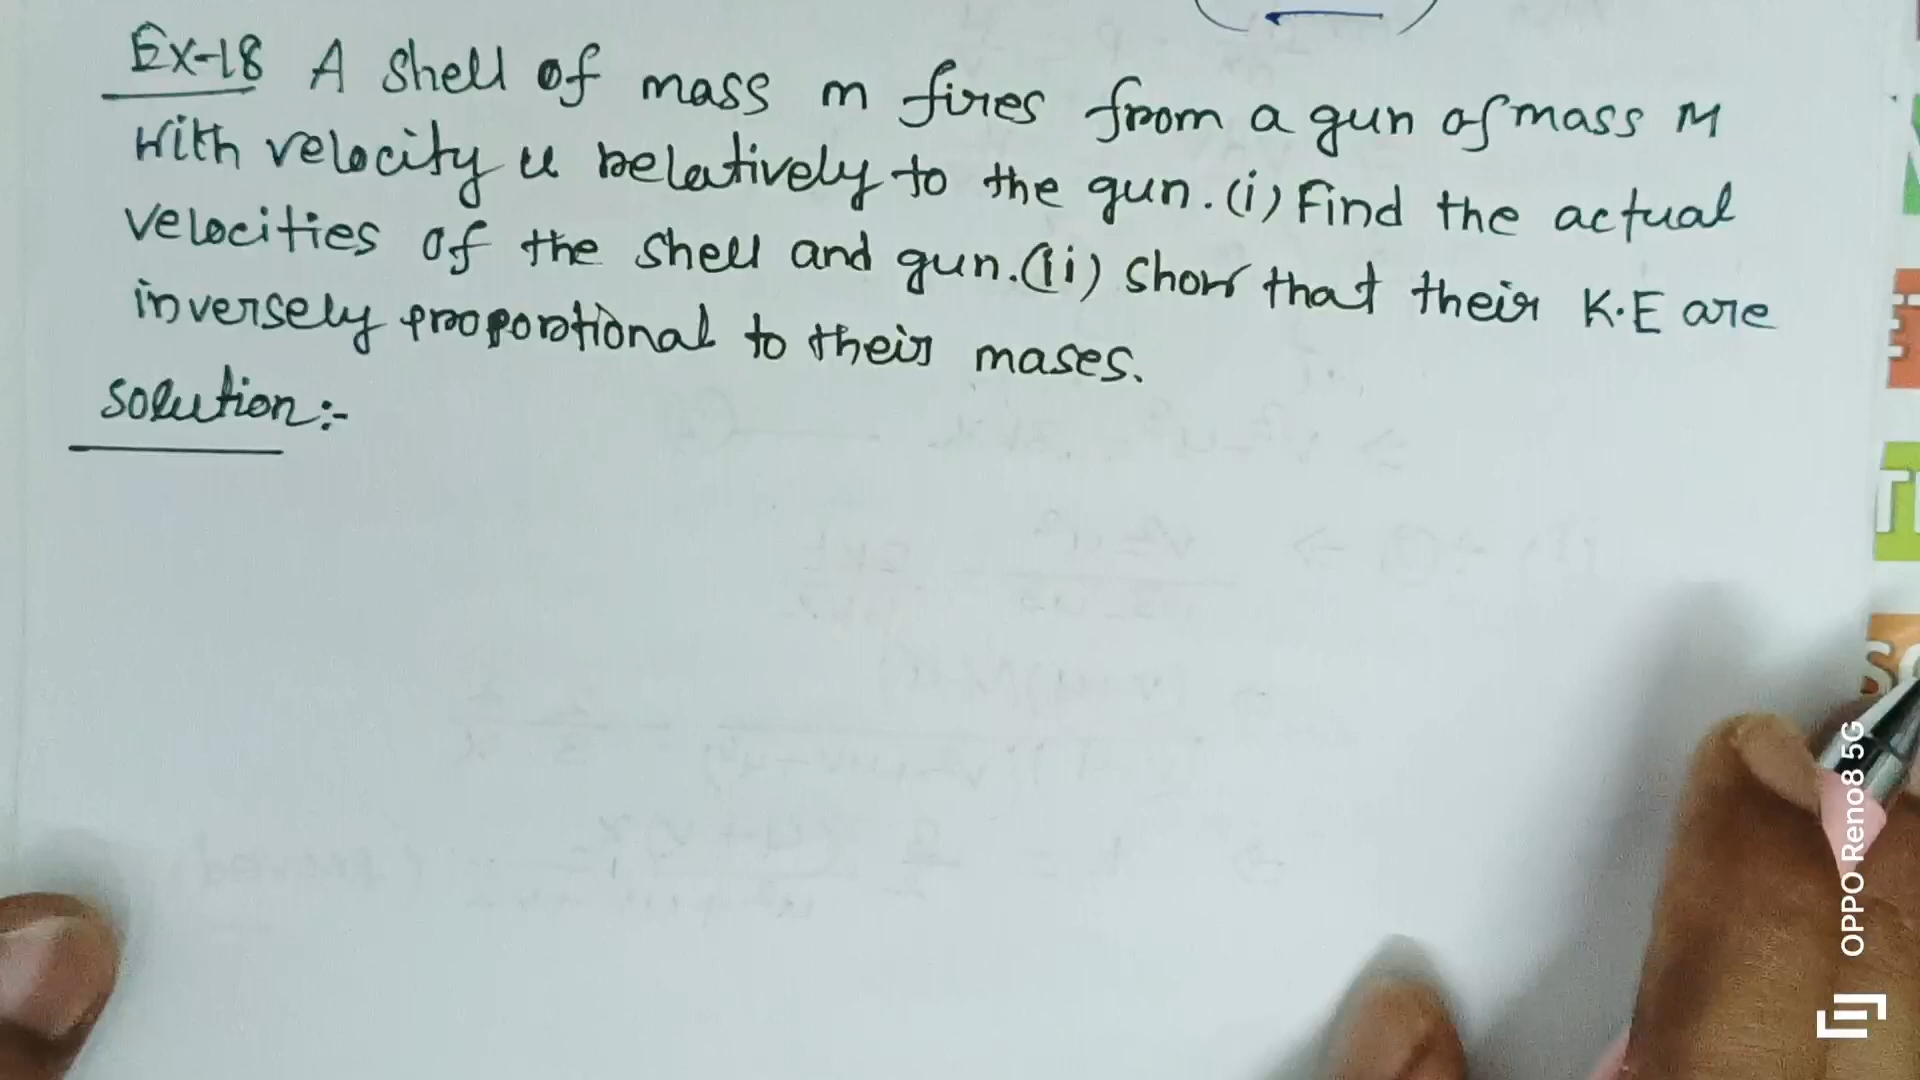 Ex-18 A shell of mass m fires from a gun of mass M
with velocity u relatively to the gun. (i) Find the actual
velocities of the shell and gun. (ii) show that their K.E are
inversely proportional to their mases.
solution:-
OPPO Reno8 5G